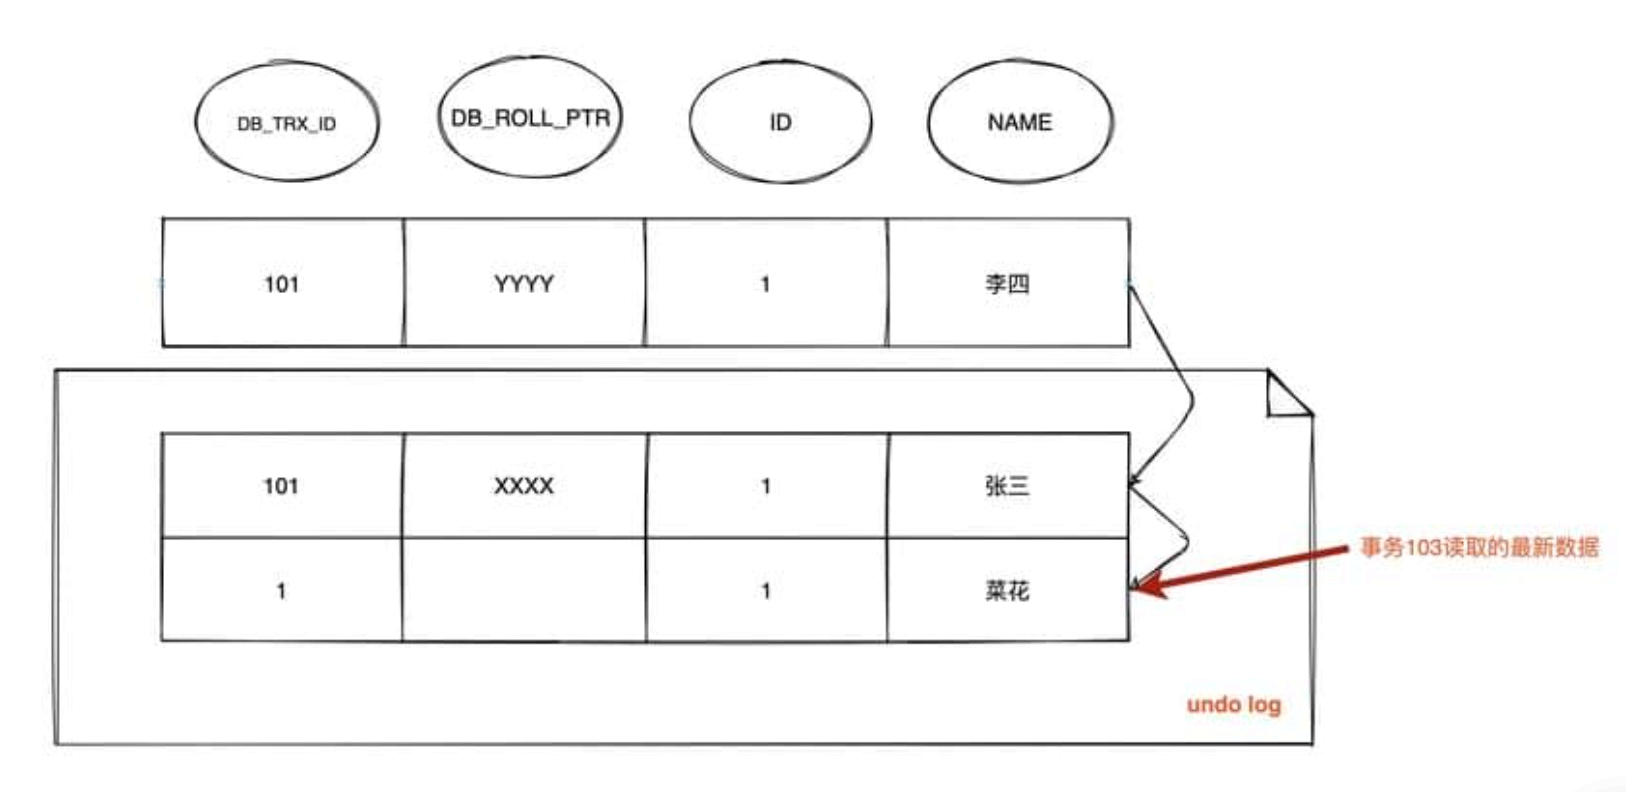 DB_TRX_ID DB_ROLL_PTR ID NAME
101 YYYY 1 李四
101 XXXX 1 张三
事务103读取的最新数据
1 1 菜花
undo log